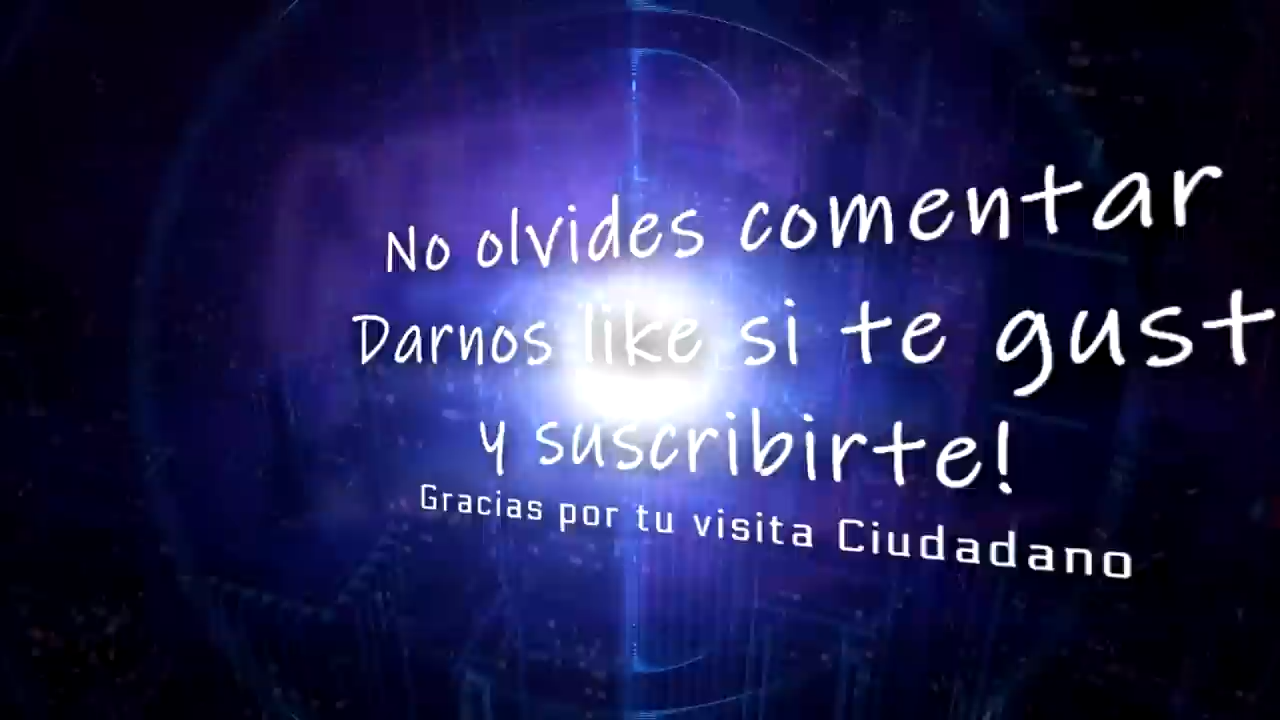 No olvides comentar
Darnos like si te gust
y suscribirte!
Gracias por tu visita Ciudadano